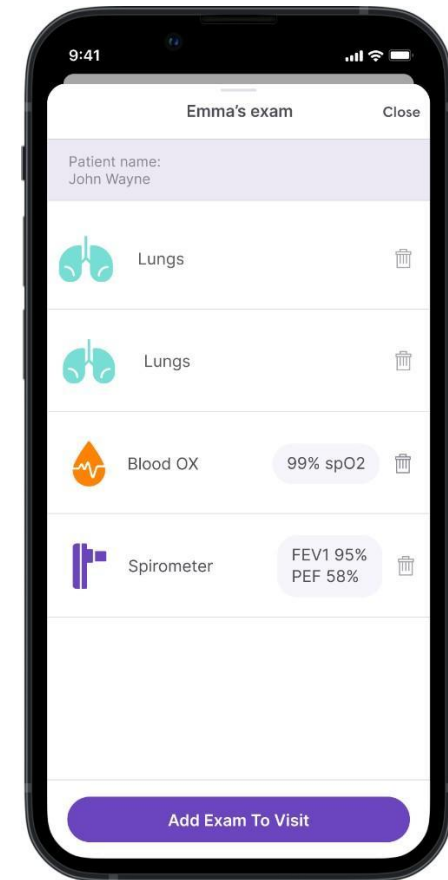 9:41
Emma's exam
Close
Patient name:
John Wayne
Lungs
Lungs
Blood OX
99% spO2
Spirometer
FEV1 95%
PEF 58%
Add Exam To Visit